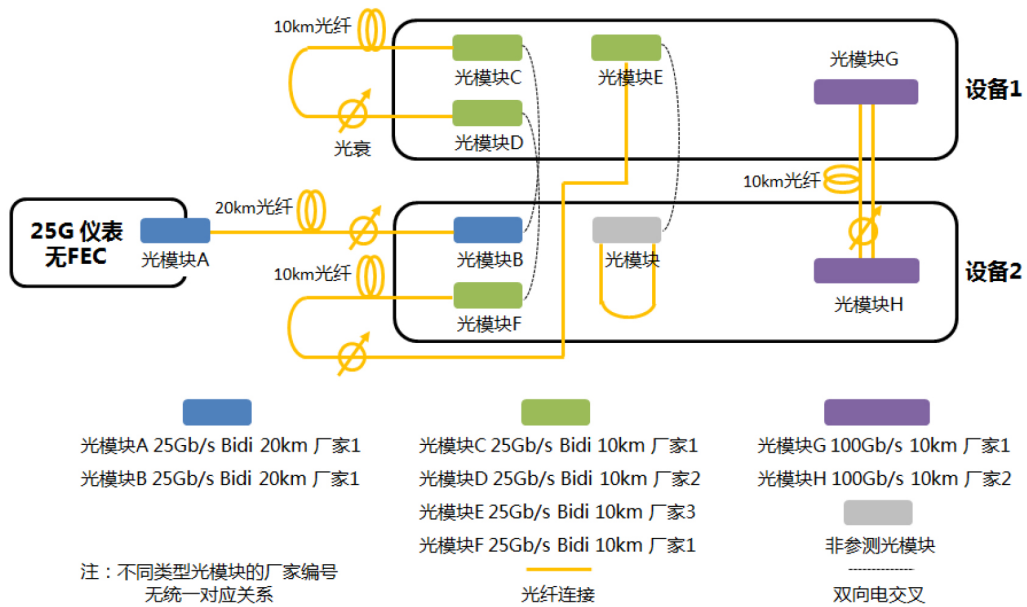 10km光纤
光模块C
光模块E
光模块G
设备1
光衰
光模块D
10km光纤
25G 仪表
无FEC
光模块A
20km光纤
光模块B
光模块
10km光纤
光模块F
光模块H
设备2
光模块A 25Gb/s Bidi 20km 厂家1
光模块B 25Gb/s Bidi 20km 厂家1
光模块C 25Gb/s Bidi 10km 厂家1
光模块D 25Gb/s Bidi 10km 厂家2
光模块E 25Gb/s Bidi 10km 厂家3
光模块F 25Gb/s Bidi 10km 厂家1
光模块G 100Gb/s 10km 厂家1
光模块H 100Gb/s 10km 厂家2
非参测光模块
注：不同类型光模块的厂家编号
无统一对应关系
光纤连接
双向电交叉